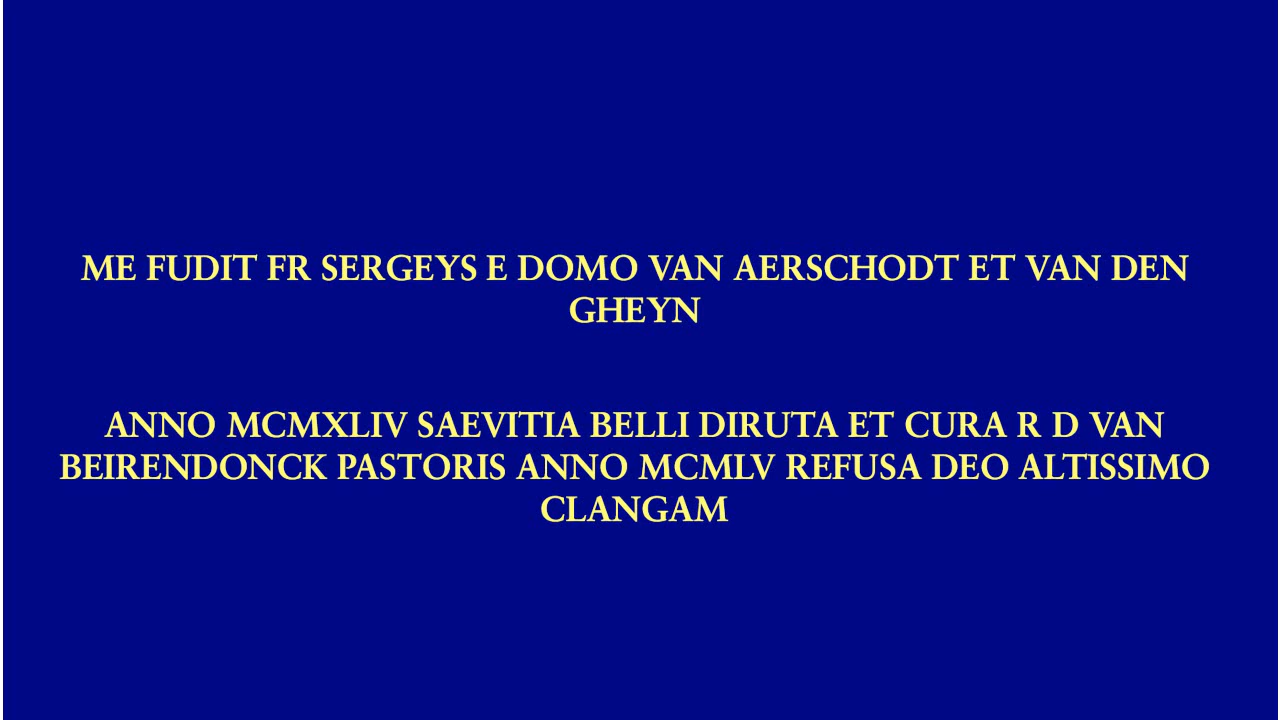 ME FUDIT FR SERGEYS E DOMO VAN AERSCHODT ET VAN DEN
GHEYN
ANNO MCMXLIV SAEVITIA BELLI DIRUTA ET CURA R D VAN
BEIRENDONCK PASTORIS ANNO MCMLV REFUSA DEO ALTISSIMO
CLANGAM